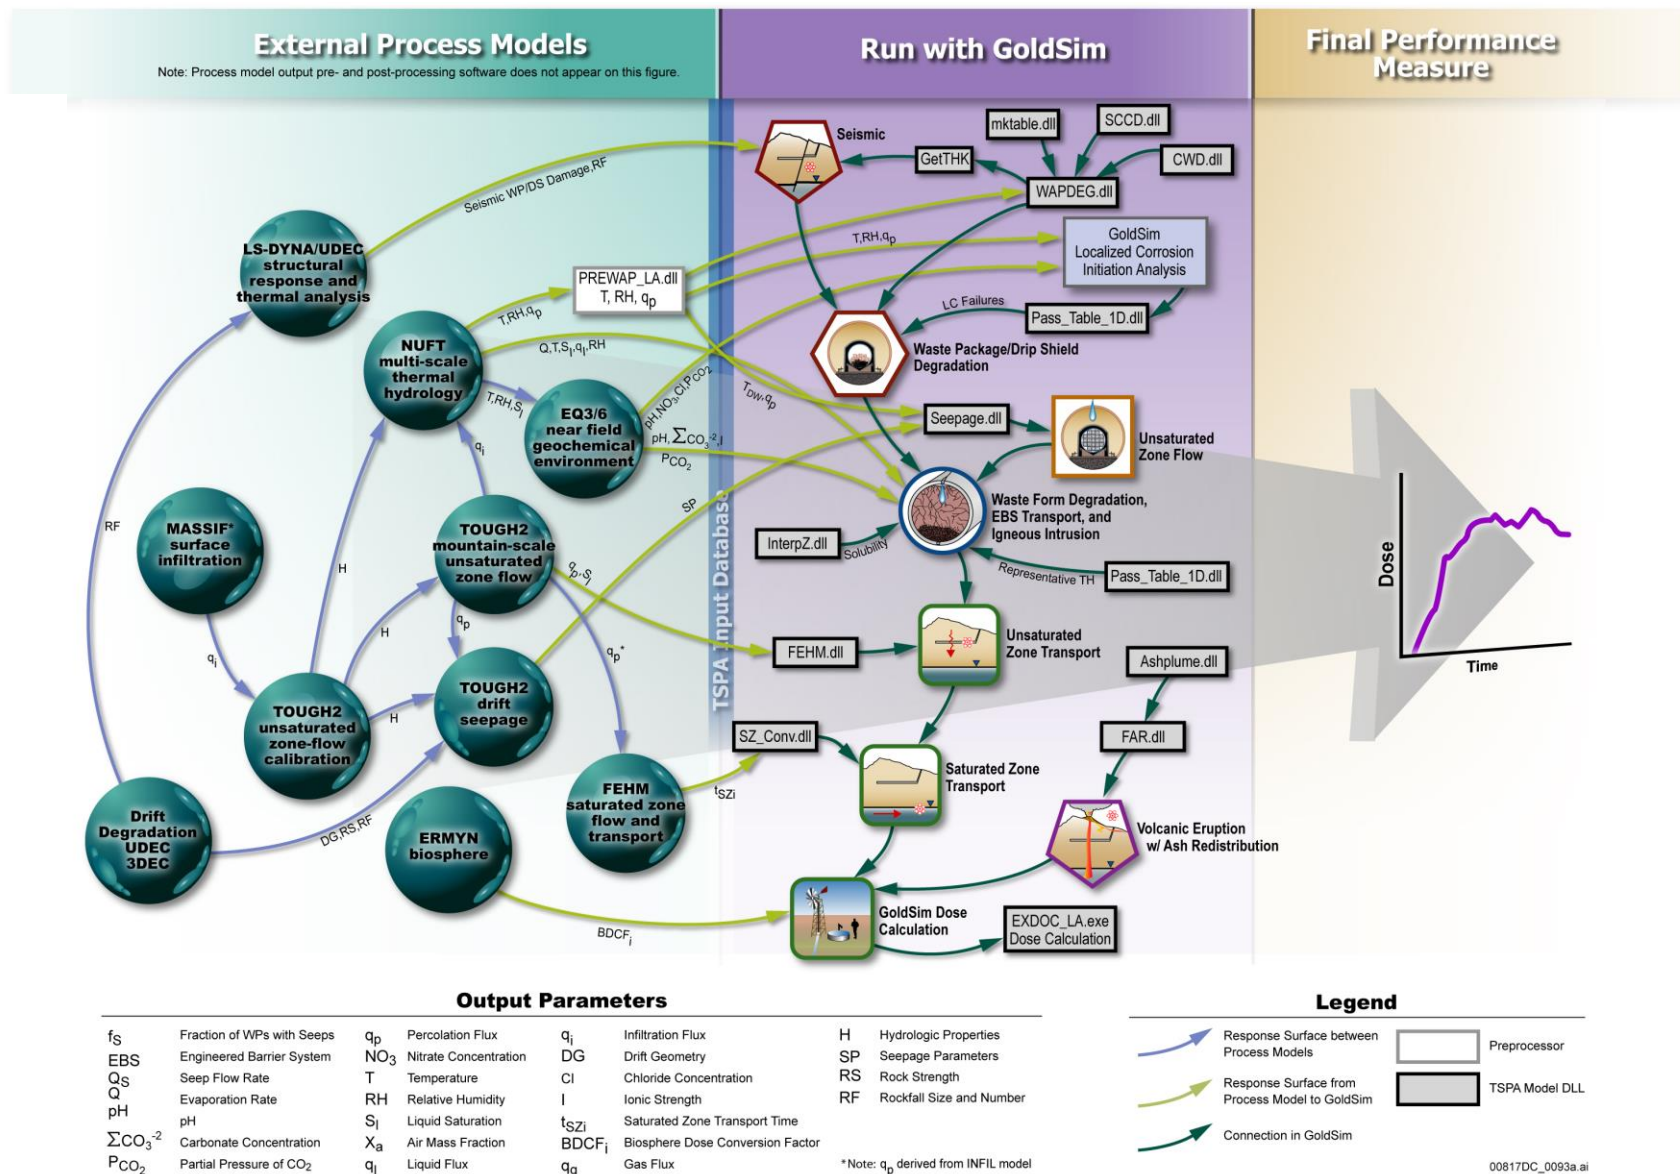 External Process Models
Note: Process model output pre- and post-processing software does not appear on this figure.
Run with GoldSim
Final Performance
Measure
TSPA Input Database
Seismic WP/DS Damage,RF
LS-DYNA/UDEC
structural
response and
thermal analysis
PREWAP_LA.dll
T, RH, qp
T,RH,qp
NUFT
multi-scale
thermal
hydrology
Q,T,Sl,ql,RH
T,RH,Sl
EQ3/6
near field
geochemical
environment
pH,NO3,Cl,PCO2
pH, ∑CO3-2,I
PCO2
TDW,qp
qi
RF
MASSIF*
surface
infiltration
TOUGH2
mountain-scale
unsaturated
zone flow
SP
qp,Sl
H
H
qp
qp*
qi
TOUGH2
unsaturated
zone-flow
calibration
H
TOUGH2
drift
seepage
Drift
Degradation
UDEC
3DEC
DG,RS,RF
ERMYN
biosphere
FEHM
saturated zone
flow and
transport
tSZi
BDCFi
Seismic
mktable.dll
SCCD.dll
GetTHK
CWD.dll
WAPDEG.dll
T,RH,qp
GoldSim
Localized Corrosion
Initiation Analysis
LC Failures
Pass_Table_1D.dll
Waste Package/Drip Shield
Degradation
Seepage.dll
Unsaturated
Zone Flow
Waste Form Degradation,
EBS Transport, and
Igneous Intrusion
InterpZ.dll
Solubility
Representative TH
Pass_Table_1D.dll
Unsaturated
Zone Transport
FEHM.dll
Ashplume.dll
SZ_Conv.dll
FAR.dll
Saturated Zone
Transport
Volcanic Eruption
w/ Ash Redistribution
GoldSim Dose
Calculation
EXDOC_LA.exe
Dose Calculation
Dose
Time
Output Parameters
fS Fraction of WPs with Seeps
EBS Engineered Barrier System
QS Seep Flow Rate
Q Evaporation Rate
pH pH
∑CO3-2 Carbonate Concentration
PCO2 Partial Pressure of CO2
qp Percolation Flux
NO3 Nitrate Concentration
T Temperature
RH Relative Humidity
Sl Liquid Saturation
Xa Air Mass Fraction
ql Liquid Flux
qi Infiltration Flux
DG Drift Geometry
Cl Chloride Concentration
I Ionic Strength
tSZi Saturated Zone Transport Time
BDCFi Biosphere Dose Conversion Factor
qg Gas Flux
H Hydrologic Properties
SP Seepage Parameters
RS Rock Strength
RF Rockfall Size and Number
*Note: qp derived from INFIL model
Legend
Response Surface between
Process Models
Response Surface from
Process Model to GoldSim
Connection in GoldSim
Preprocessor
TSPA Model DLL
00817DC_0093a.ai